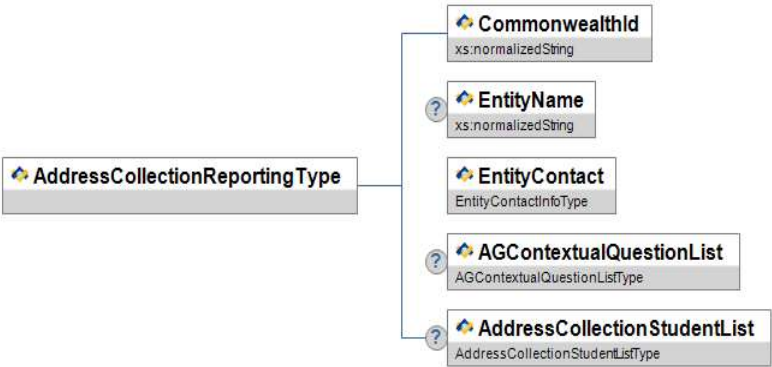 CommonwealthId
xs:normalizedString
?
EntityName
xs:normalizedString
AddressCollectionReportingType
EntityContact
EntityContactInfoType
?
AGContextualQuestionList
AGContextualQuestionListType
?
AddressCollectionStudentList
AddressCollectionStudentListType